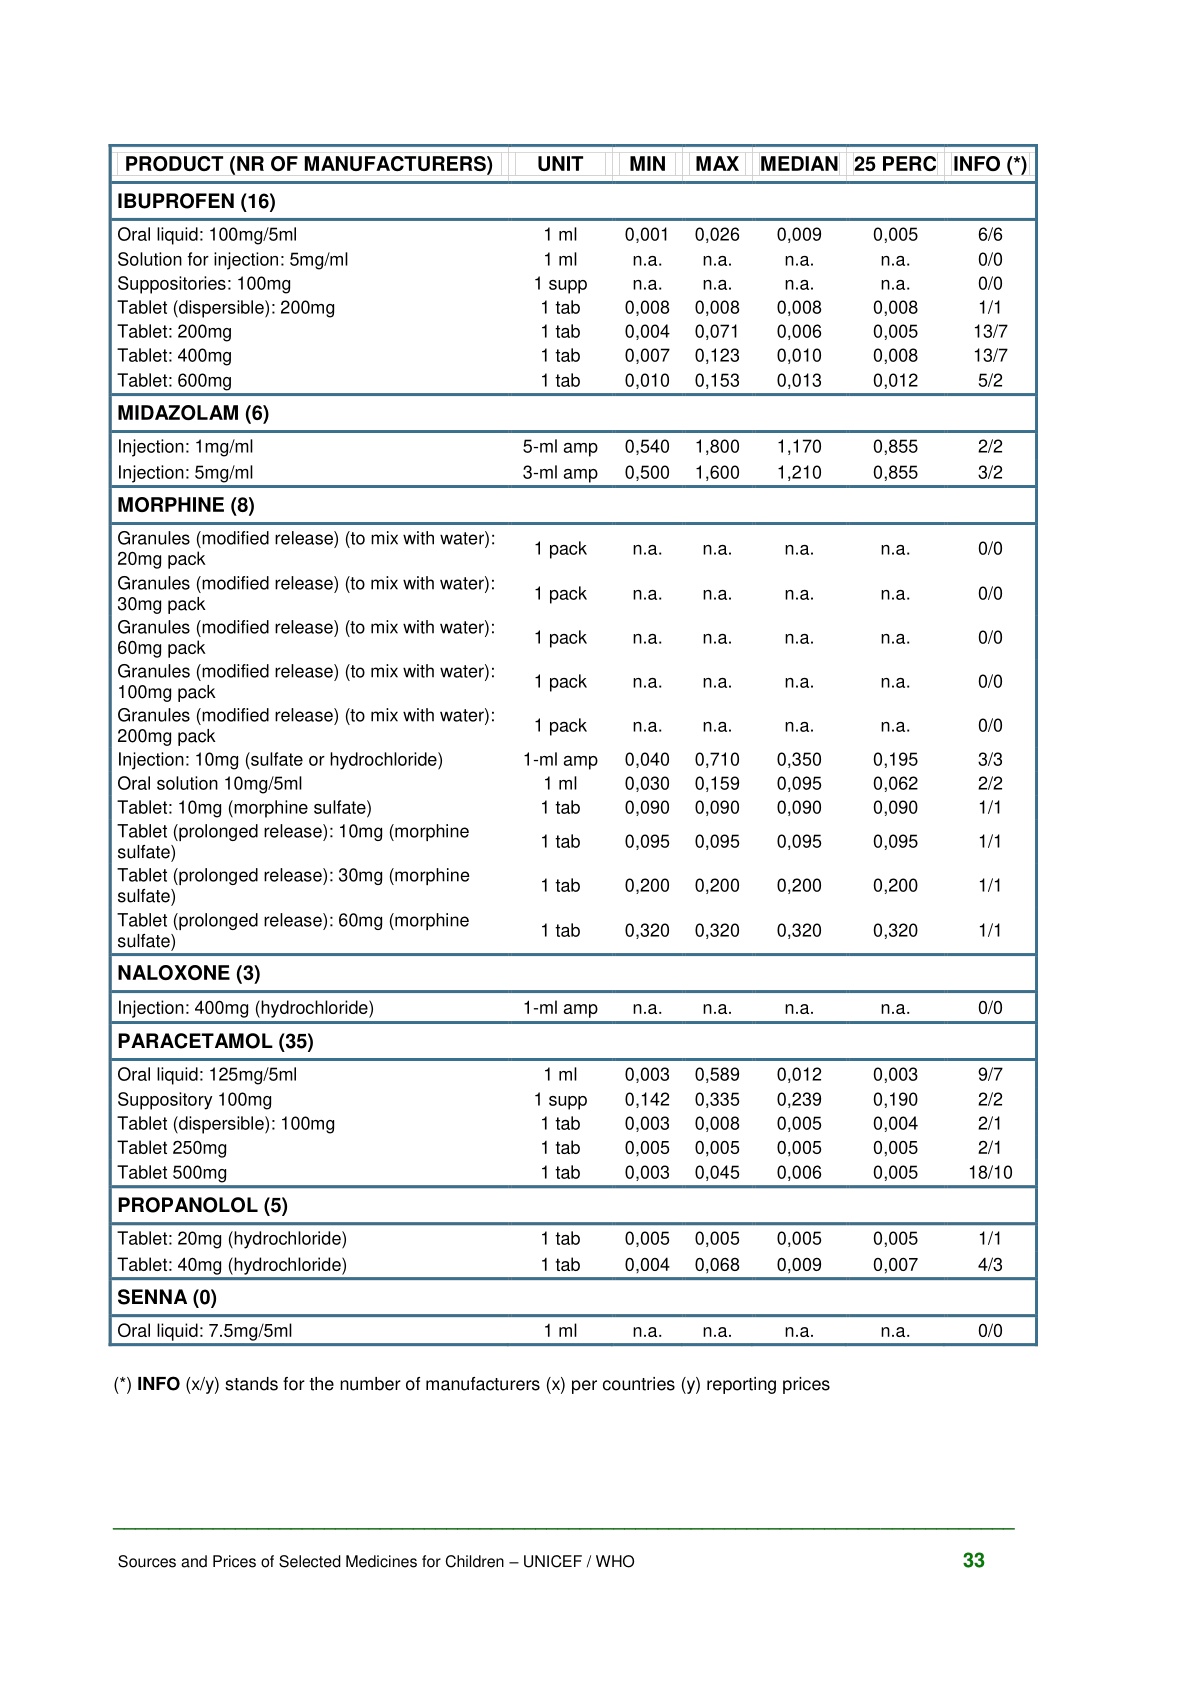 PRODUCT (NR OF MANUFACTURERS) UNIT MIN MAX MEDIAN 25 PERC INFO (*)
IBUPROFEN (16)
Oral liquid: 100mg/5ml 1 ml 0,001 0,026 0,009 0,005 6/6
Solution for injection: 5mg/ml 1 ml n.a. n.a. n.a. n.a. 0/0
Suppositories: 100mg 1 supp n.a. n.a. n.a. n.a. 0/0
Tablet (dispersible): 200mg 1 tab 0,008 0,008 0,008 0,008 1/1
Tablet: 200mg 1 tab 0,004 0,071 0,006 0,005 13/7
Tablet: 400mg 1 tab 0,007 0,123 0,010 0,008 13/7
Tablet: 600mg 1 tab 0,010 0,153 0,013 0,012 5/2
MIDAZOLAM (6)
Injection: 1mg/ml 5-ml amp 0,540 1,800 1,170 0,855 2/2
Injection: 5mg/ml 3-ml amp 0,500 1,600 1,210 0,855 3/2
MORPHINE (8)
Granules (modified release) (to mix with water):
20mg pack 1 pack n.a. n.a. n.a. n.a. 0/0
Granules (modified release) (to mix with water):
30mg pack 1 pack n.a. n.a. n.a. n.a. 0/0
Granules (modified release) (to mix with water):
60mg pack 1 pack n.a. n.a. n.a. n.a. 0/0
Granules (modified release) (to mix with water):
100mg pack 1 pack n.a. n.a. n.a. n.a. 0/0
Granules (modified release) (to mix with water):
200mg pack 1 pack n.a. n.a. n.a. n.a. 0/0
Injection: 10mg (sulfate or hydrochloride) 1-ml amp 0,040 0,710 0,350 0,195 3/3
Oral solution 10mg/5ml 1 ml 0,030 0,159 0,095 0,062 2/2
Tablet: 10mg (morphine sulfate) 1 tab 0,090 0,090 0,090 0,090 1/1
Tablet (prolonged release): 10mg (morphine
sulfate) 1 tab 0,095 0,095 0,095 0,095 1/1
Tablet (prolonged release): 30mg (morphine
sulfate) 1 tab 0,200 0,200 0,200 0,200 1/1
Tablet (prolonged release): 60mg (morphine
sulfate) 1 tab 0,320 0,320 0,320 0,320 1/1
NALOXONE (3)
Injection: 400mg (hydrochloride) 1-ml amp n.a. n.a. n.a. n.a. 0/0
PARACETAMOL (35)
Oral liquid: 125mg/5ml 1 ml 0,003 0,589 0,012 0,003 9/7
Suppository 100mg 1 supp 0,142 0,335 0,239 0,190 2/2
Tablet (dispersible): 100mg 1 tab 0,003 0,008 0,005 0,004 2/1
Tablet 250mg 1 tab 0,005 0,005 0,005 0,005 2/1
Tablet 500mg 1 tab 0,003 0,045 0,006 0,005 18/10
PROPANOLOL (5)
Tablet: 20mg (hydrochloride) 1 tab 0,005 0,005 0,005 0,005 1/1
Tablet: 40mg (hydrochloride) 1 tab 0,004 0,068 0,009 0,007 4/3
SENNA (0)
Oral liquid: 7.5mg/5ml 1 ml n.a. n.a. n.a. n.a. 0/0
(*) INFO (x/y) stands for the number of manufacturers (x) per countries (y) reporting prices
Sources and Prices of Selected Medicines for Children – UNICEF / WHO 33